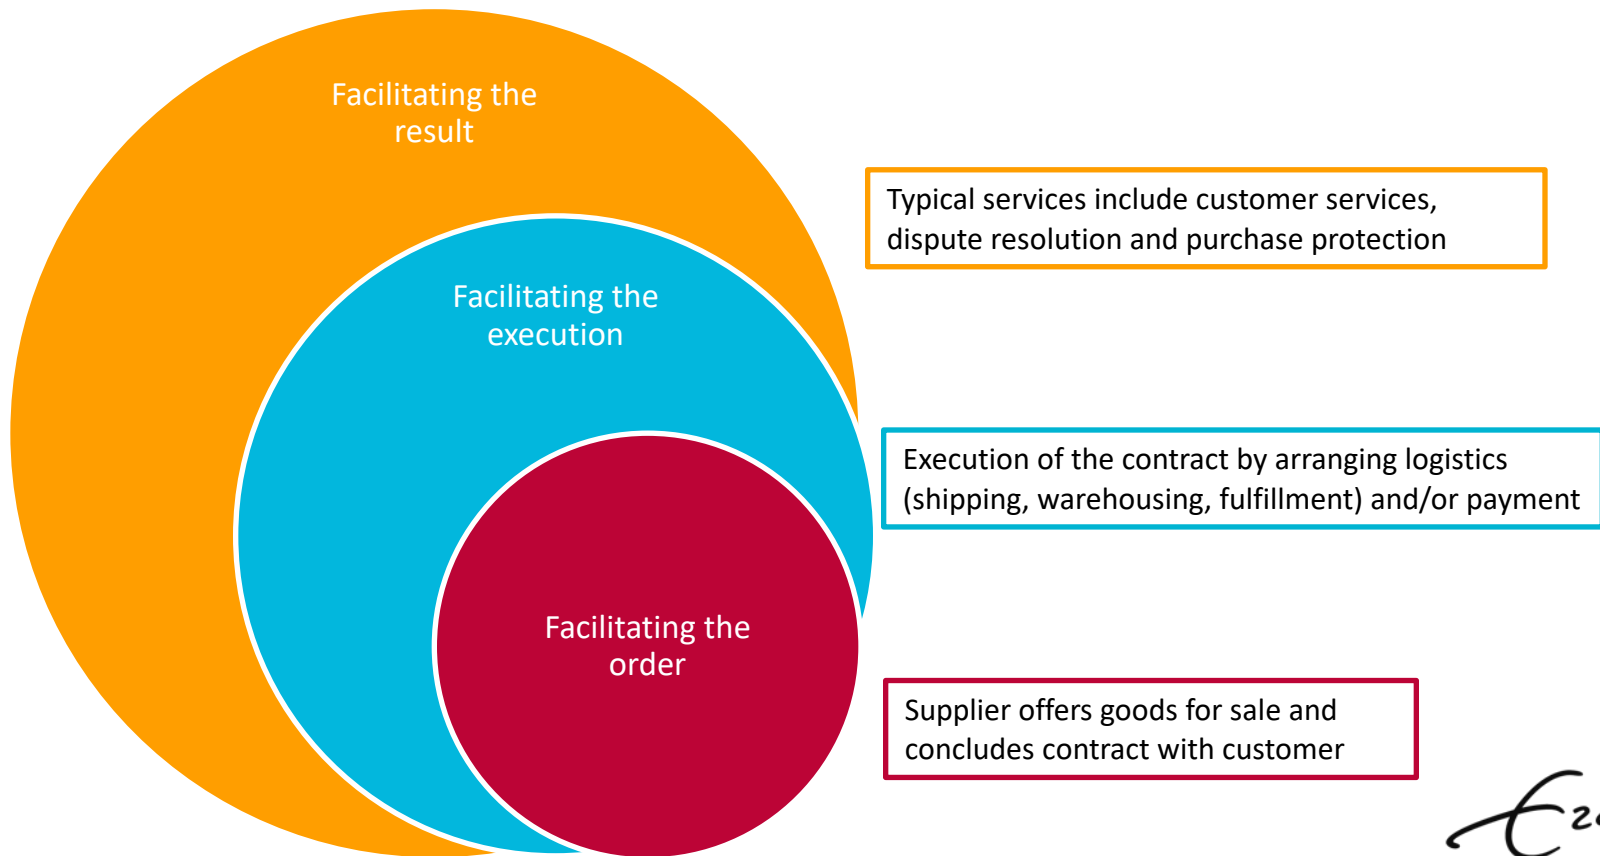 Facilitating the
result
Typical services include customer services,
dispute resolution and purchase protection
Facilitating the
execution
Execution of the contract by arranging logistics
(shipping, warehousing, fulfillment) and/or payment
Facilitating the
order
Supplier offers goods for sale and
concludes contract with customer